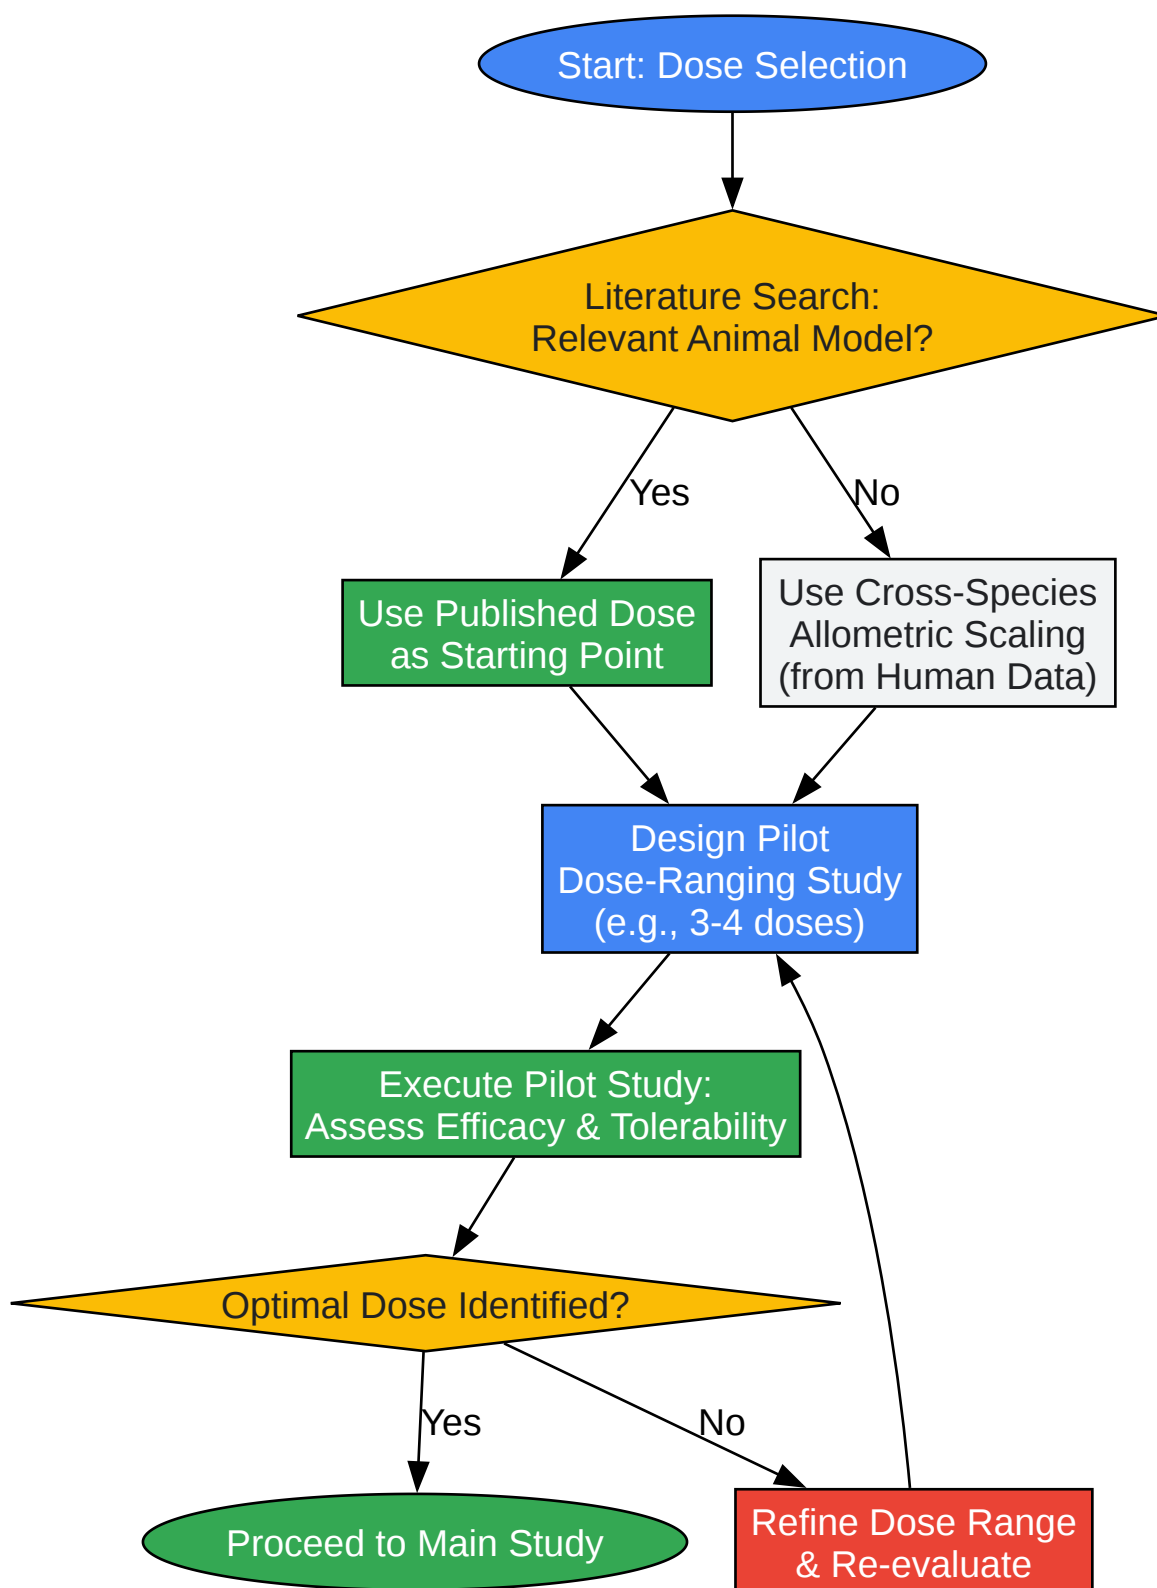 Start: Dose Selection
Literature Search:
Relevant Animal Model?
Yes
No
Use Published Dose
as Starting Point
Use Cross-Species
Allometric Scaling
(from Human Data)
Design Pilot
Dose-Ranging Study
(e.g., 3-4 doses)
Execute Pilot Study:
Assess Efficacy & Tolerability
Optimal Dose Identified?
Yes
No
Proceed to Main Study
Refine Dose Range
& Re-evaluate